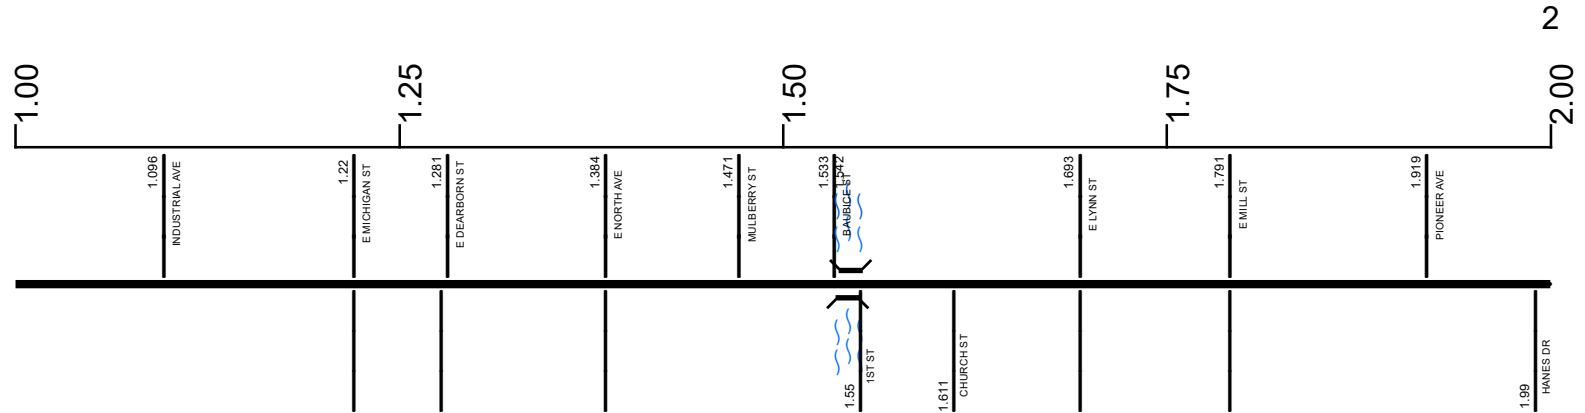 2
1.00
1.25
1.50
1.75
2.00
1.096
INDUSTRIAL AVE
1.22
E MICHIGAN ST
1.281
E DEARBORN ST
1.384
E NORTH AVE
1.471
MULBERRY ST
1.533
BAUBICE ST
1.542
1.693
E LYNN ST
1.791
E MILL ST
1.919
PIONEER AVE
1.55
1ST ST
1.611
CHURCH ST
1.99
HANES DR